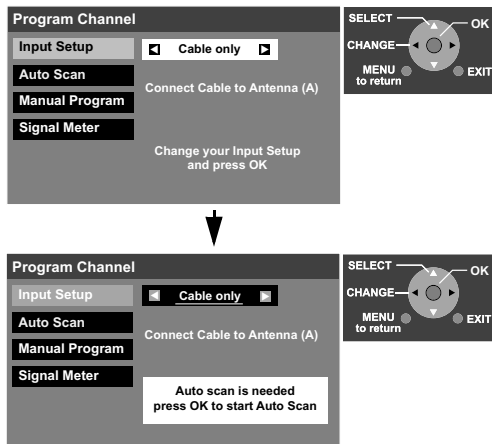 Program Channel
Input Setup
Cable only
Auto Scan
Connect Cable to Antenna (A)
Manual Program
Signal Meter
Change your Input Setup
and press OK
SELECT
OK
CHANGE
MENU
to return
EXIT
Program Channel
Input Setup
Cable only
Auto Scan
Connect Cable to Antenna (A)
Manual Program
Signal Meter
Auto scan is needed
press OK to start Auto Scan
SELECT
OK
CHANGE
MENU
to return
EXIT